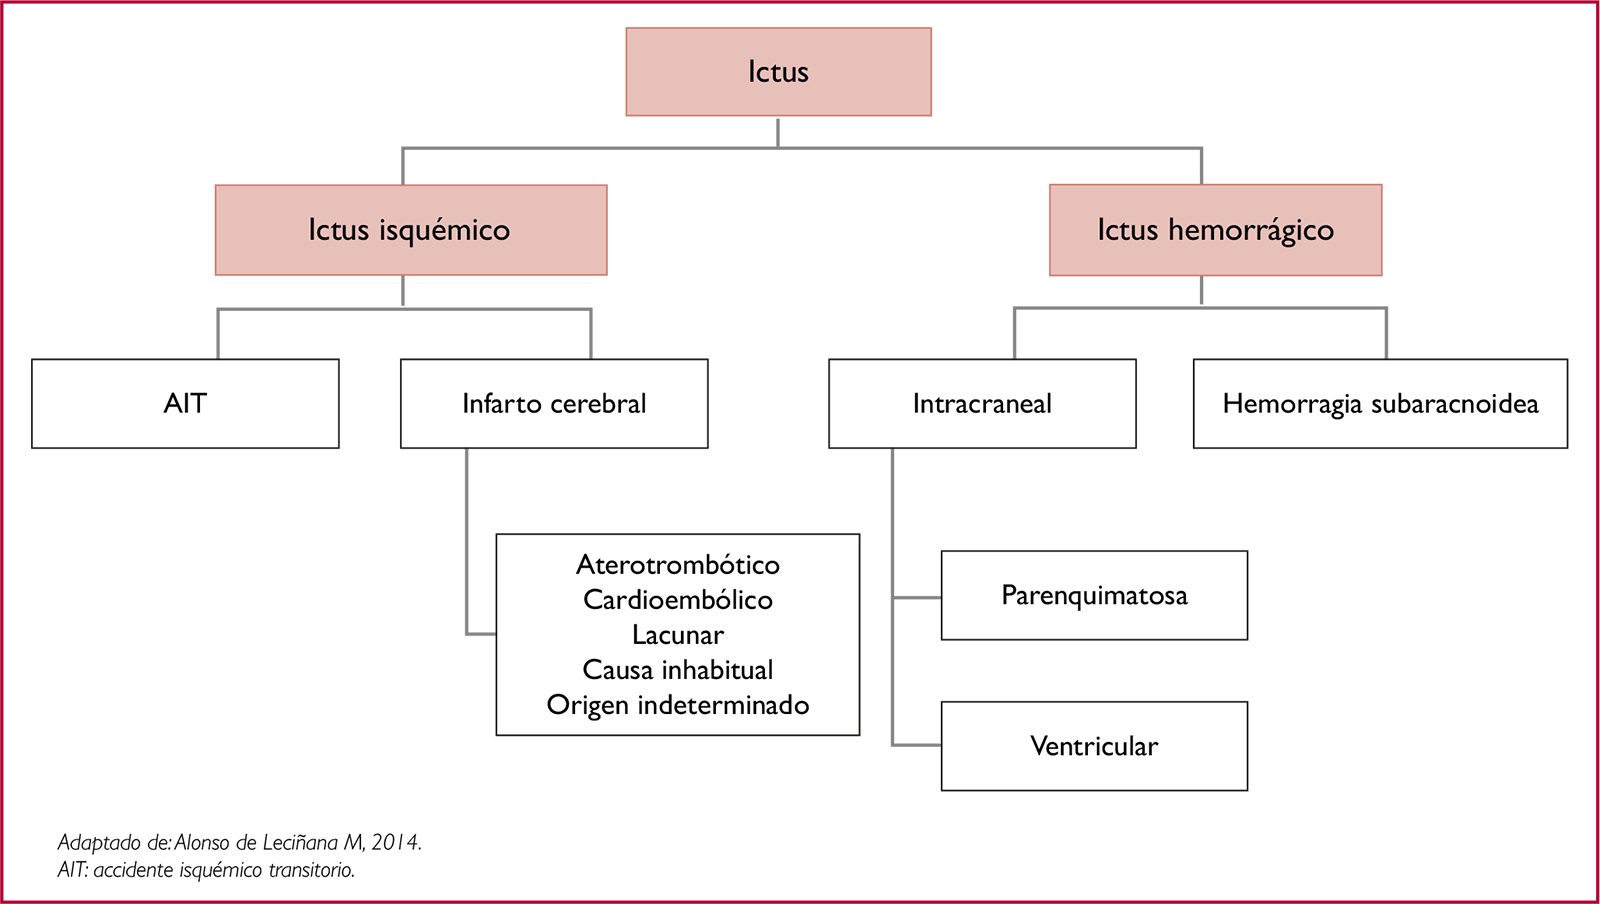 Ictus
Ictus isquémico
Ictus hemorrágico
AIT
Infarto cerebral
Intracraneal
Hemorragia subaracnoidea
Aterotrombótico
Cardioembólico
Lacunar
Causa inhabitual
Origen indeterminado
Parenquimatosa
Ventricular
Adaptado de: Alonso de Leciñana M, 2014.
AIT: accidente isquémico transitorio.